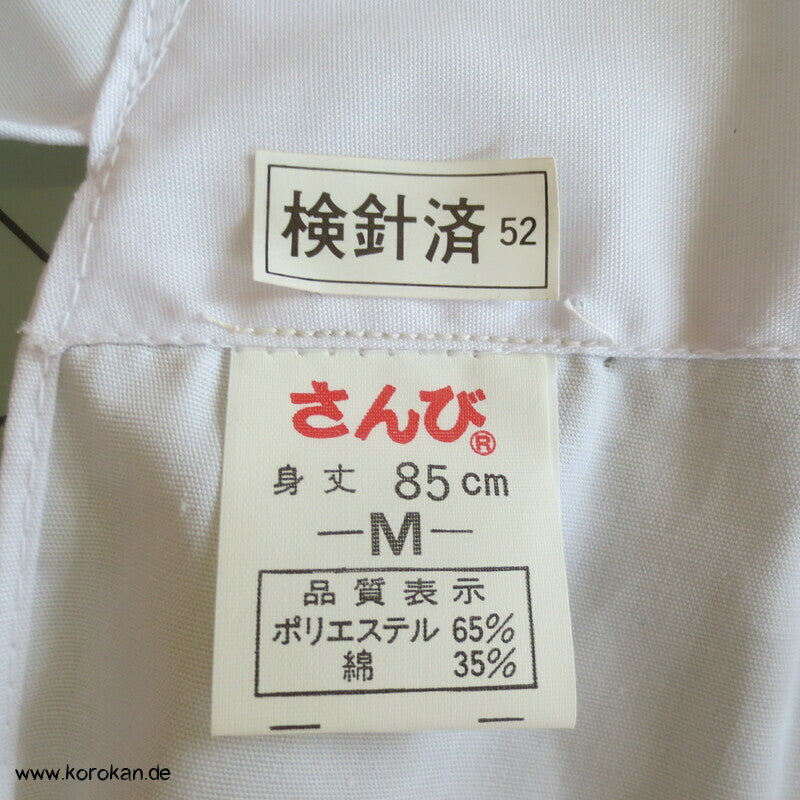 検針済 52
さんび®
身丈 85cm
—M—
品質表示
ポリエステル 65%
綿 35%
www.korokan.de